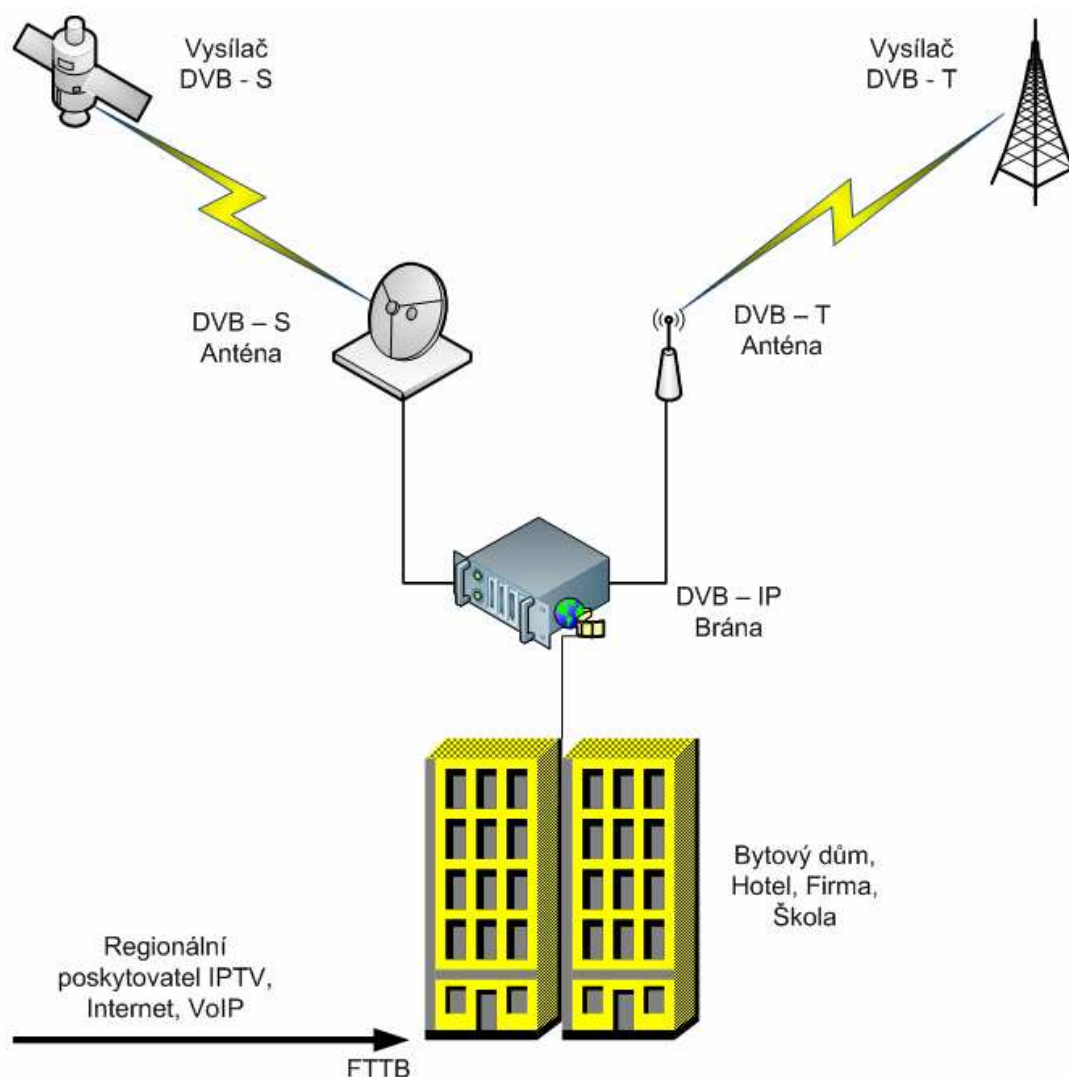 Vysílač
DVB - S
Vysílač
DVB - T
DVB – S
Anténa
DVB – T
Anténa
DVB – IP
Brána
Bytový dům,
Hotel, Firma,
Škola
Regionální
poskytovatel IPTV,
Internet, VoIP
FTTB